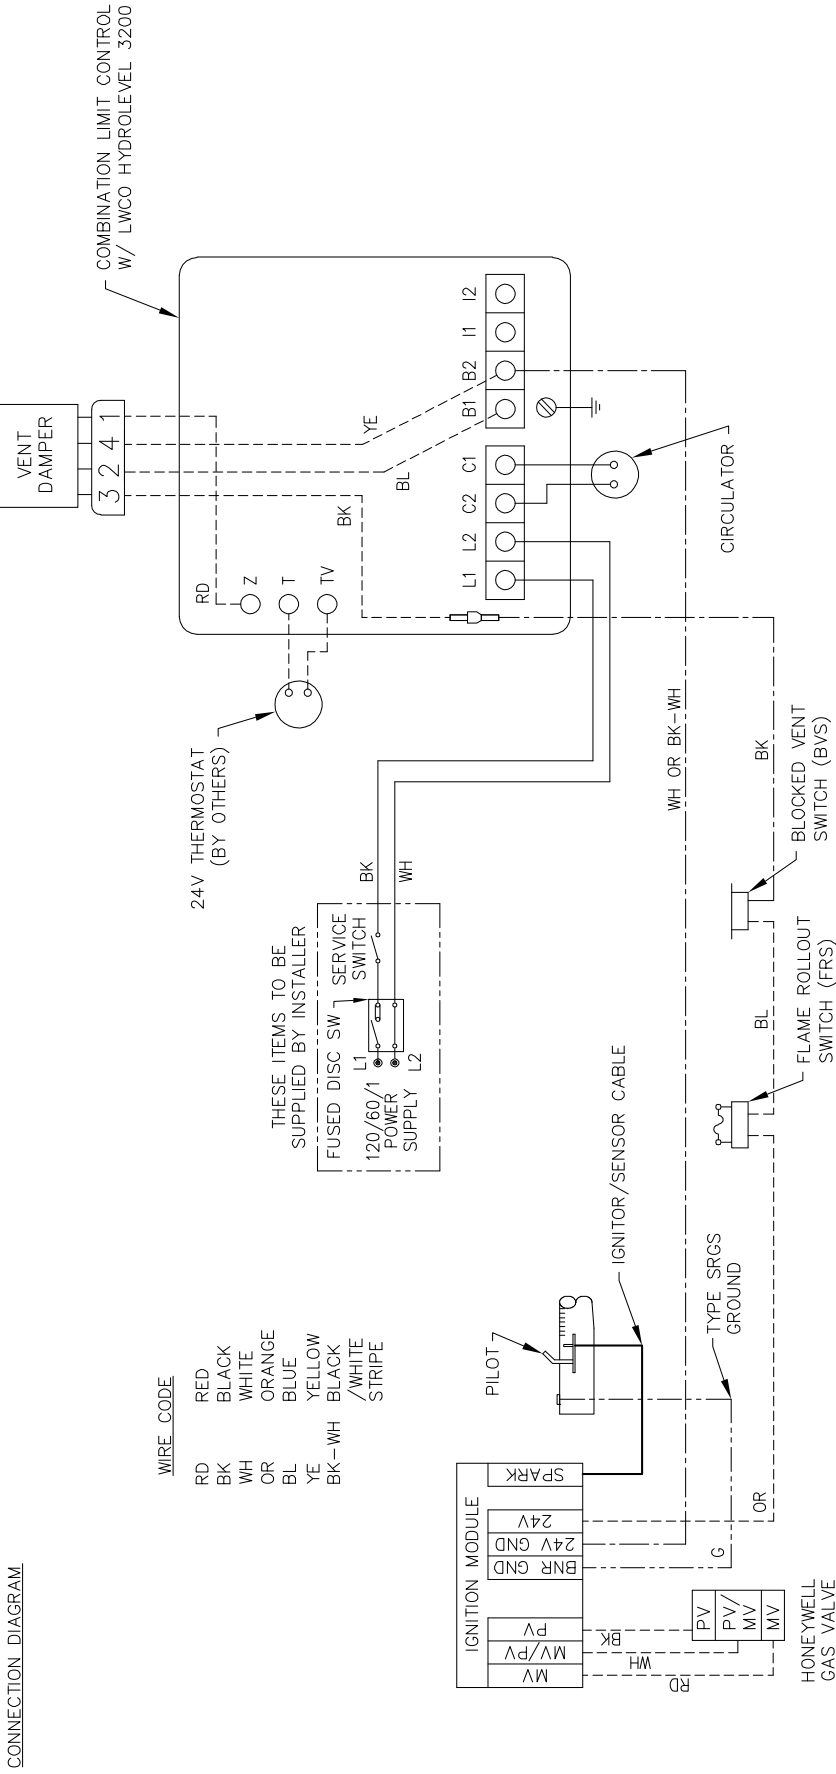 CONNECTION DIAGRAM
WIRE CODE
RD RED
BK BLACK
WH WHITE
OR ORANGE
BL BLUE
YE YELLOW
BK-WH BLACK
/WHITE
STRIPE
THESE ITEMS TO BE
SUPPLIED BY INSTALLER
FUSED DISC SW
SERVICE
SWITCH
L1
L2
120/60/1
POWER
SUPPLY
BK
WH
24V THERMOSTAT
(BY OTHERS)
VENT
DAMPER
3 2 4 1
COMBINATION LIMIT CONTROL
W/ LWCO HYDROLEVEL 3200
RD
Z
T
TV
BK
BL
YE
L1 L2 C2 C1 B1 B2 I1 I2
CIRCULATOR
WH OR BK-WH
BK
BLOCKED VENT
SWITCH (BVS)
BL
FLAME ROLLOUT
SWITCH (FRS)
IGNITOR/SENSOR CABLE
TYPE SRGS
GROUND
PILOT
IGNITION MODULE
MV
MV/PV
PV
BNR GND
24V GND
24V
SPARK
G
OR
BK
WH
RD
PV
PV/
MV
MV
HONEYWELL
GAS VALVE